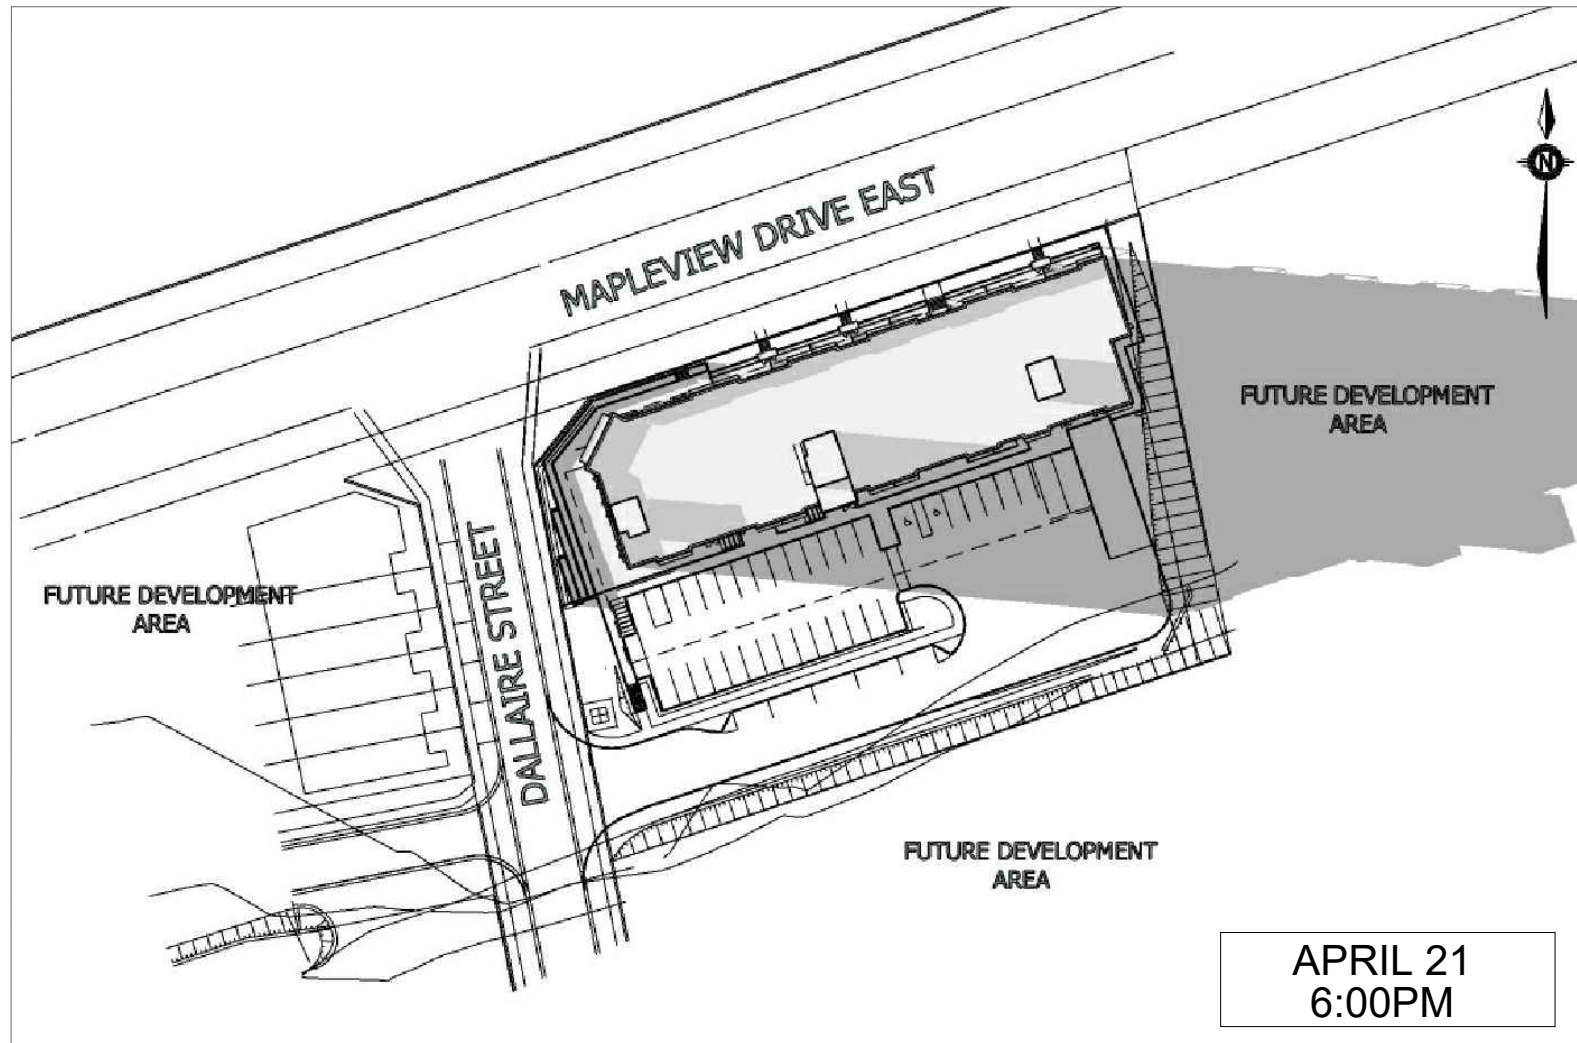 MAPLEVIEW DRIVE EAST
N
FUTURE DEVELOPMENT
AREA
FUTURE DEVELOPMENT
AREA
DALLAIRE STREET
FUTURE DEVELOPMENT
AREA
APRIL 21
6:00PM